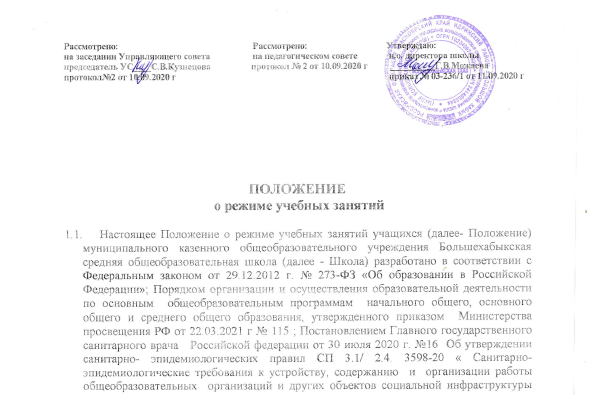 Рассмотрено:
на заседании Управляющего совета
председатель УС С.В.Кузнецова
протокол№2 от 10.09.2020 г
Рассмотрено:
на педагогическом совете
протокол № 2 от 10.09.2020 г
Утверждаю:
и.о. директора школы
приказ № 03-236/1 от 11.09.2020 г
ПОЛОЖЕНИЕ
о режиме учебных занятий
1.1. Настоящее Положение о режиме учебных занятий учащихся (далее- Положение)
муниципального казенного общеобразовательного учреждения Большехабыкская
средняя общеобразовательная школа (далее - Школа) разработано в соответствии с
Федеральным законом от 29.12.2012 г. № 273-ФЗ «Об образовании в Российской
Федерации»; Порядком организации и осуществления образовательной деятельности
по основным общеобразовательным программам начального общего, основного
общего и среднего общего образования, утвержденного приказом Министерства
просвещения РФ от 22.03.2021 г № 115 ; Постановлением Главного государственного
санитарного врача Российской федерации от 30 июля 2020 г. №16 Об утверждении
санитарно- эпидемиологических правил СП 3.1/ 2.4. 3598-20 « Санитарно-
эпидемиологические требования к устройству, содержанию и организации работы
общеобразовательных организаций и других объектов социальной инфраструктуры